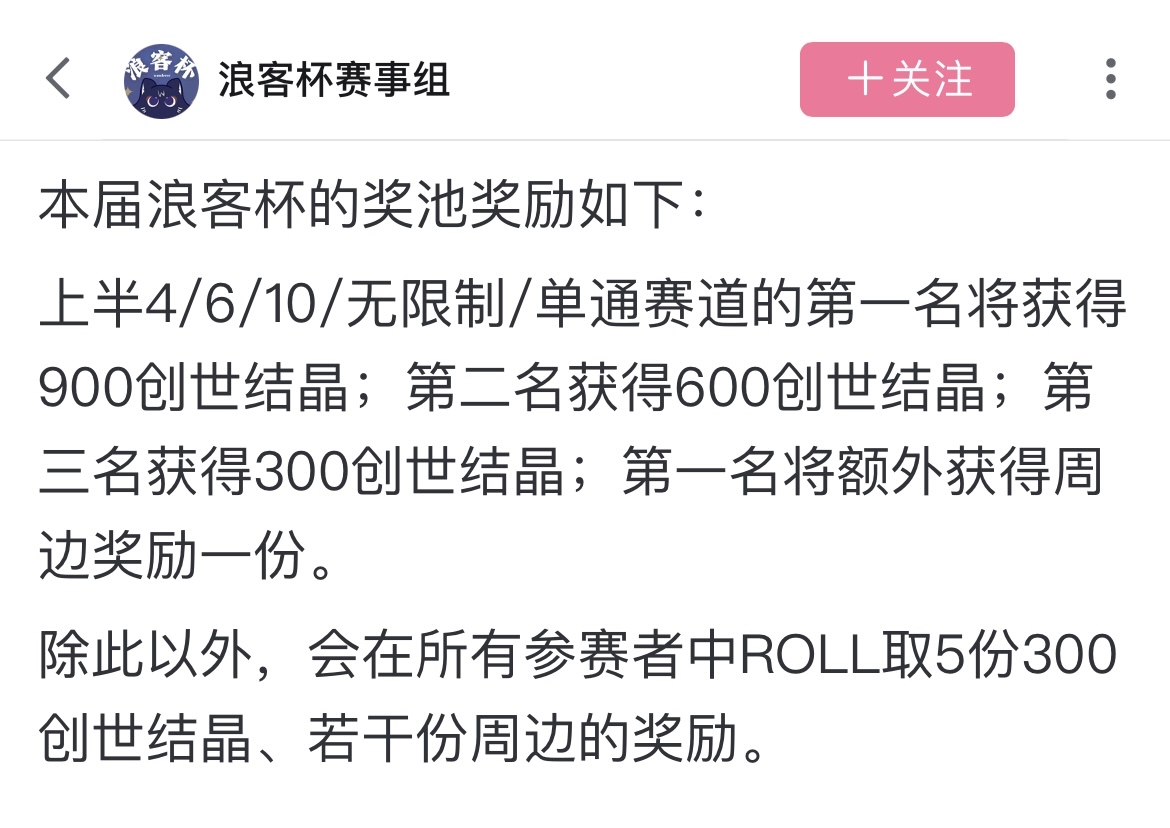 浪客杯
浪客杯赛事组
+关注
本届浪客杯的奖池奖励如下：
上半4/6/10/无限制/单通赛道的第一名将获得
900创世结晶；第二名获得600创世结晶；第
三名获得300创世结晶；第一名将额外获得周
边奖励一份。
除此以外，会在所有参赛者中ROLL取5份300
创世结晶、若干份周边的奖励。